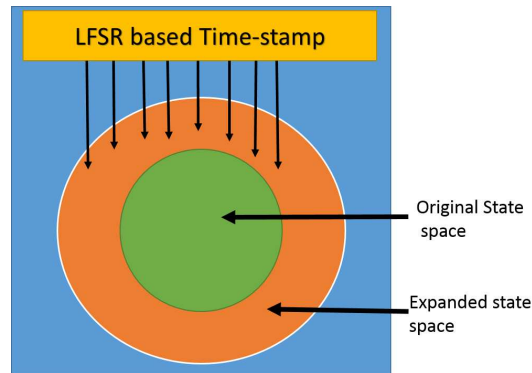 LFSR based Time-stamp
Original State
space
Expanded state
space